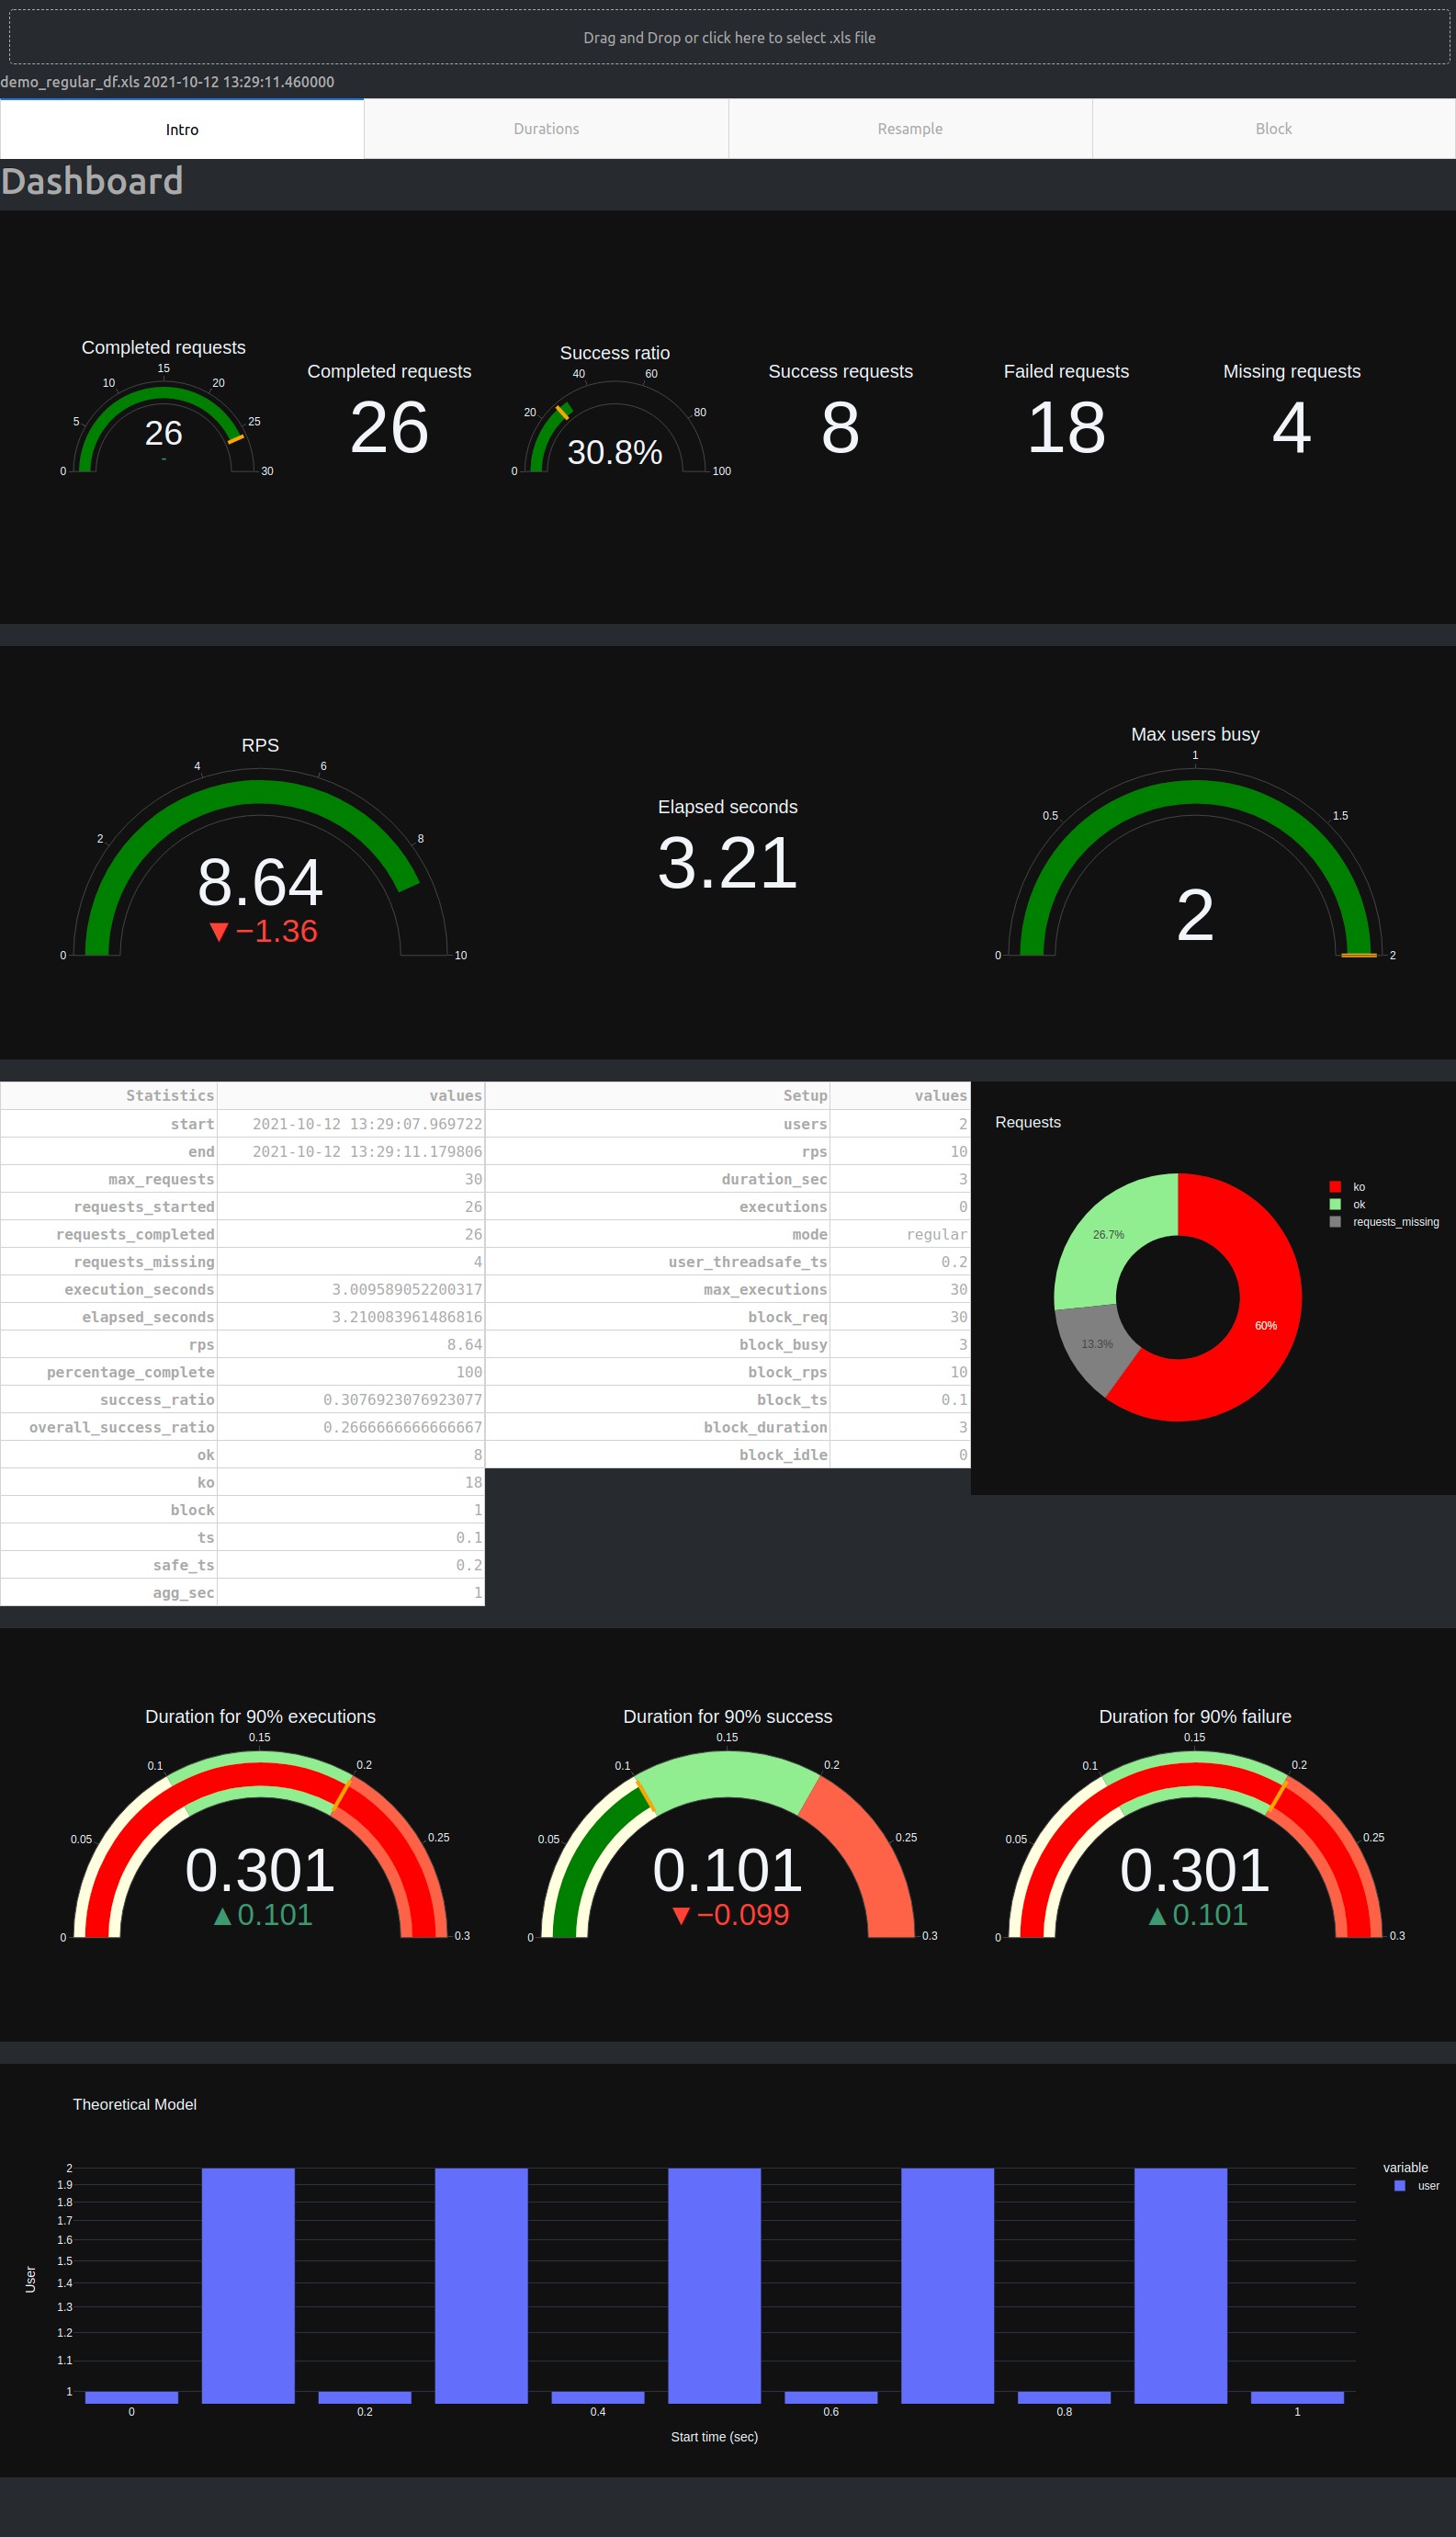 Drag and Drop or click here to select .xls file
demo_regular_df.xls 2021-10-12 13:29:11.460000
Intro Durations Resample Block
Dashboard
Completed requests
0 5 10 15 20 25 30
26
-
Completed requests
26
Success ratio
0 20 40 60 80 100
30.8%
Success requests
8
Failed requests
18
Missing requests
4
RPS
0 2 4 6 8 10
8.64
▼−1.36
Elapsed seconds
3.21
Max users busy
0 0.5 1 1.5 2
2
Statistics values
start 2021-10-12 13:29:07.969722
end 2021-10-12 13:29:11.179806
max_requests 30
requests_started 26
requests_completed 26
requests_missing 4
execution_seconds 3.009589052200317
elapsed_seconds 3.210083961486816
rps 8.64
percentage_complete 100
success_ratio 0.3076923076923077
overall_success_ratio 0.2666666666666667
ok 8
ko 18
block 1
ts 0.1
safe_ts 0.2
agg_sec 1
Setup values
users 2
rps 10
duration_sec 3
executions 0
mode regular
user_threadsafe_ts 0.2
max_executions 30
block_req 30
block_busy 3
block_rps 10
block_ts 0.1
block_duration 3
block_idle 0
Requests
26.7%
13.3%
60%
ko
ok
requests_missing
Duration for 90% executions
0 0.05 0.1 0.15 0.2 0.25 0.3
0.301
▲0.101
Duration for 90% success
0 0.05 0.1 0.15 0.2 0.25 0.3
0.101
▼−0.099
Duration for 90% failure
0 0.05 0.1 0.15 0.2 0.25 0.3
0.301
▲0.101
Theoretical Model
2
1.9
1.8
1.7
1.6
1.5
1.4
1.3
1.2
1.1
1
User
0 0.2 0.4 0.6 0.8 1
Start time (sec)
variable
user